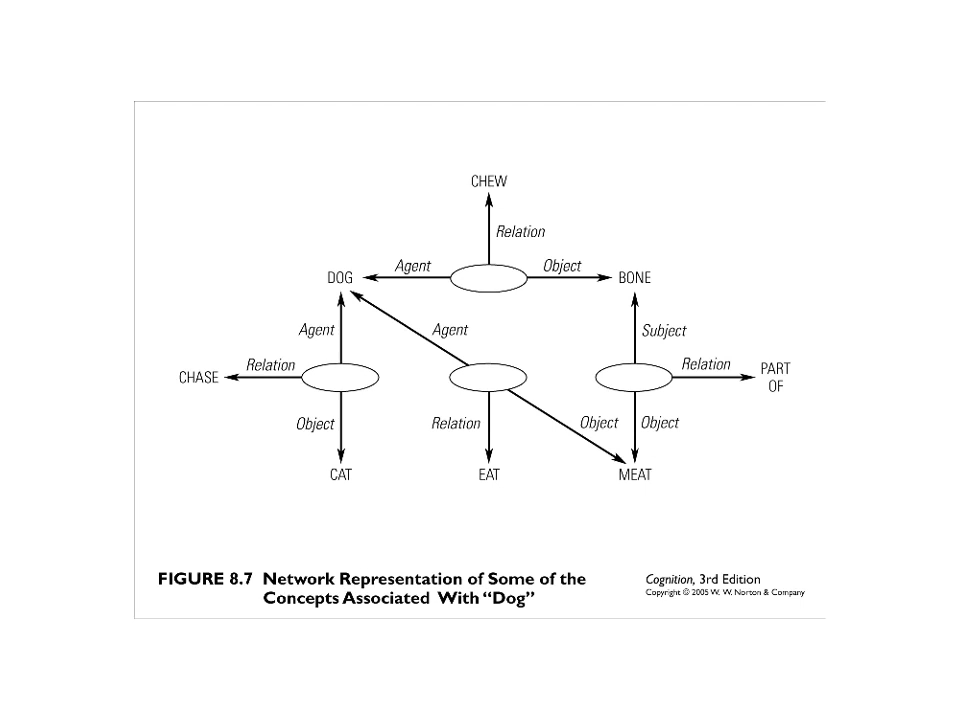 CHEW
Relation
DOG
Agent
Object
BONE
Agent
Agent
Subject
CHASE
Relation
Relation
PART
OF
Object
Relation
Object
Object
CAT
EAT
MEAT
FIGURE 8.7 Network Representation of Some of the
Concepts Associated With “Dog”
Cognition, 3rd Edition
Copyright © 2005 W. W. Norton & Company